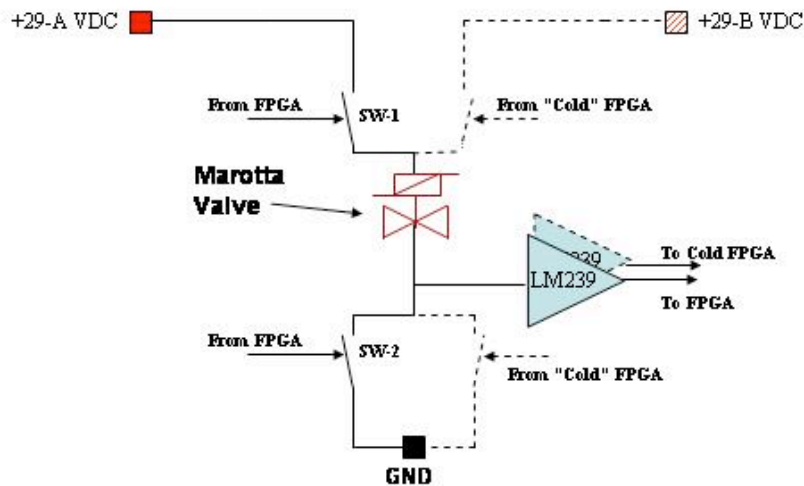 +29-A VDC
+29-B VDC
From FPGA
SW-1
From "Cold" FPGA
Marotta
Valve
239
LM239
To Cold FPGA
To FPGA
From FPGA
SW-2
From "Cold" FPGA
GND